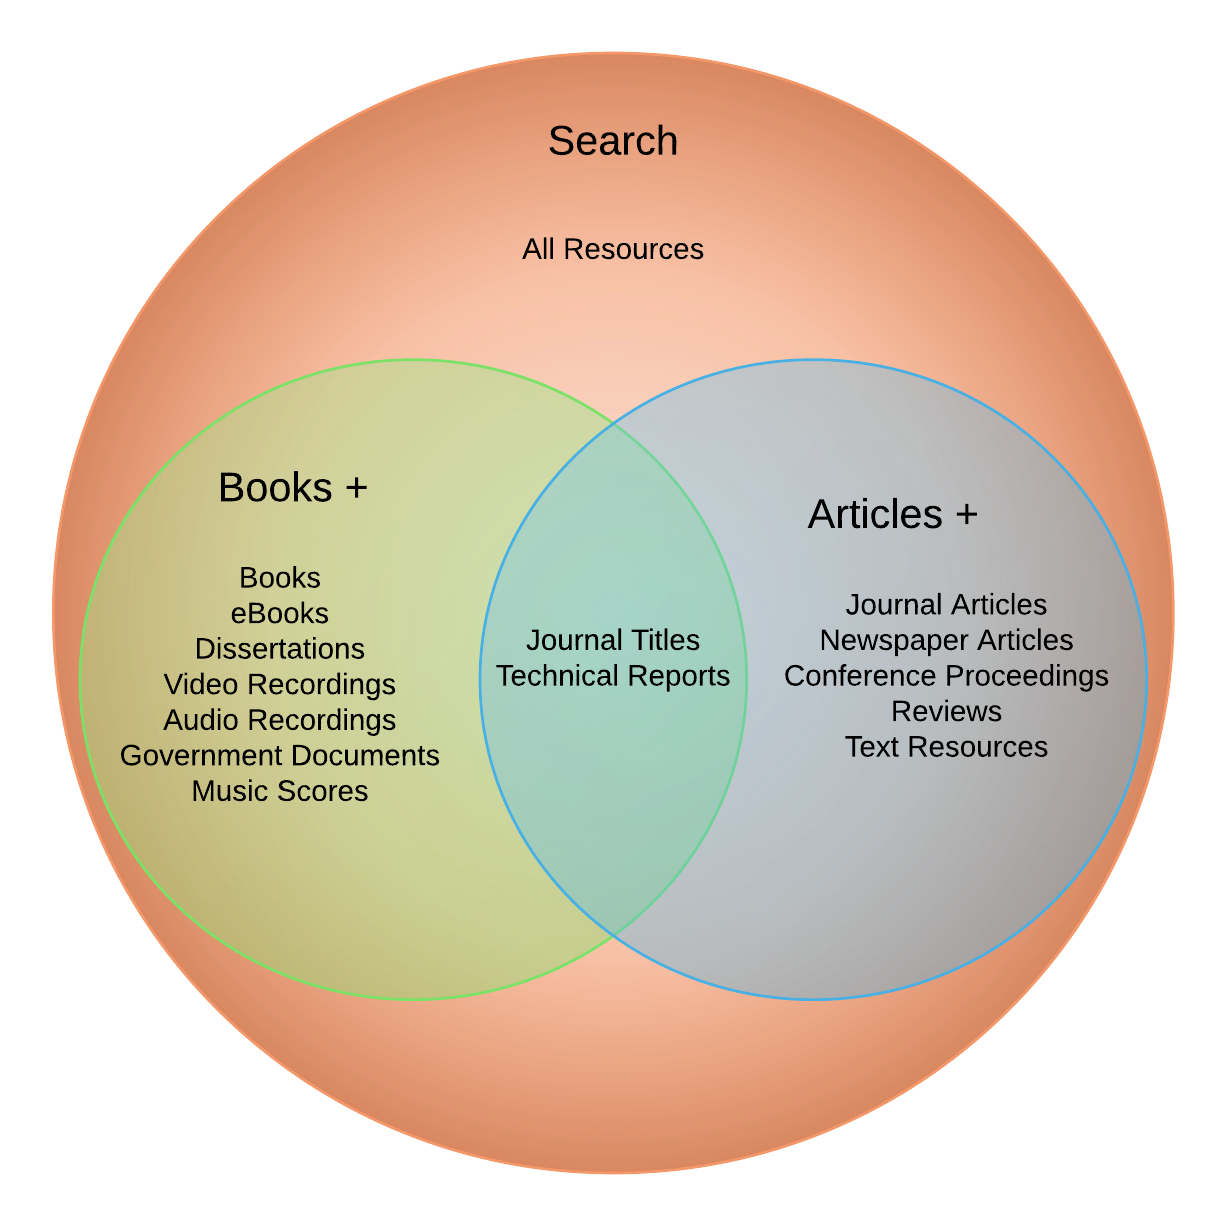 Search
All Resources
Books +
Books
eBooks
Dissertations
Video Recordings
Audio Recordings
Government Documents
Music Scores
Journal Titles
Technical Reports
Articles +
Journal Articles
Newspaper Articles
Conference Proceedings
Reviews
Text Resources